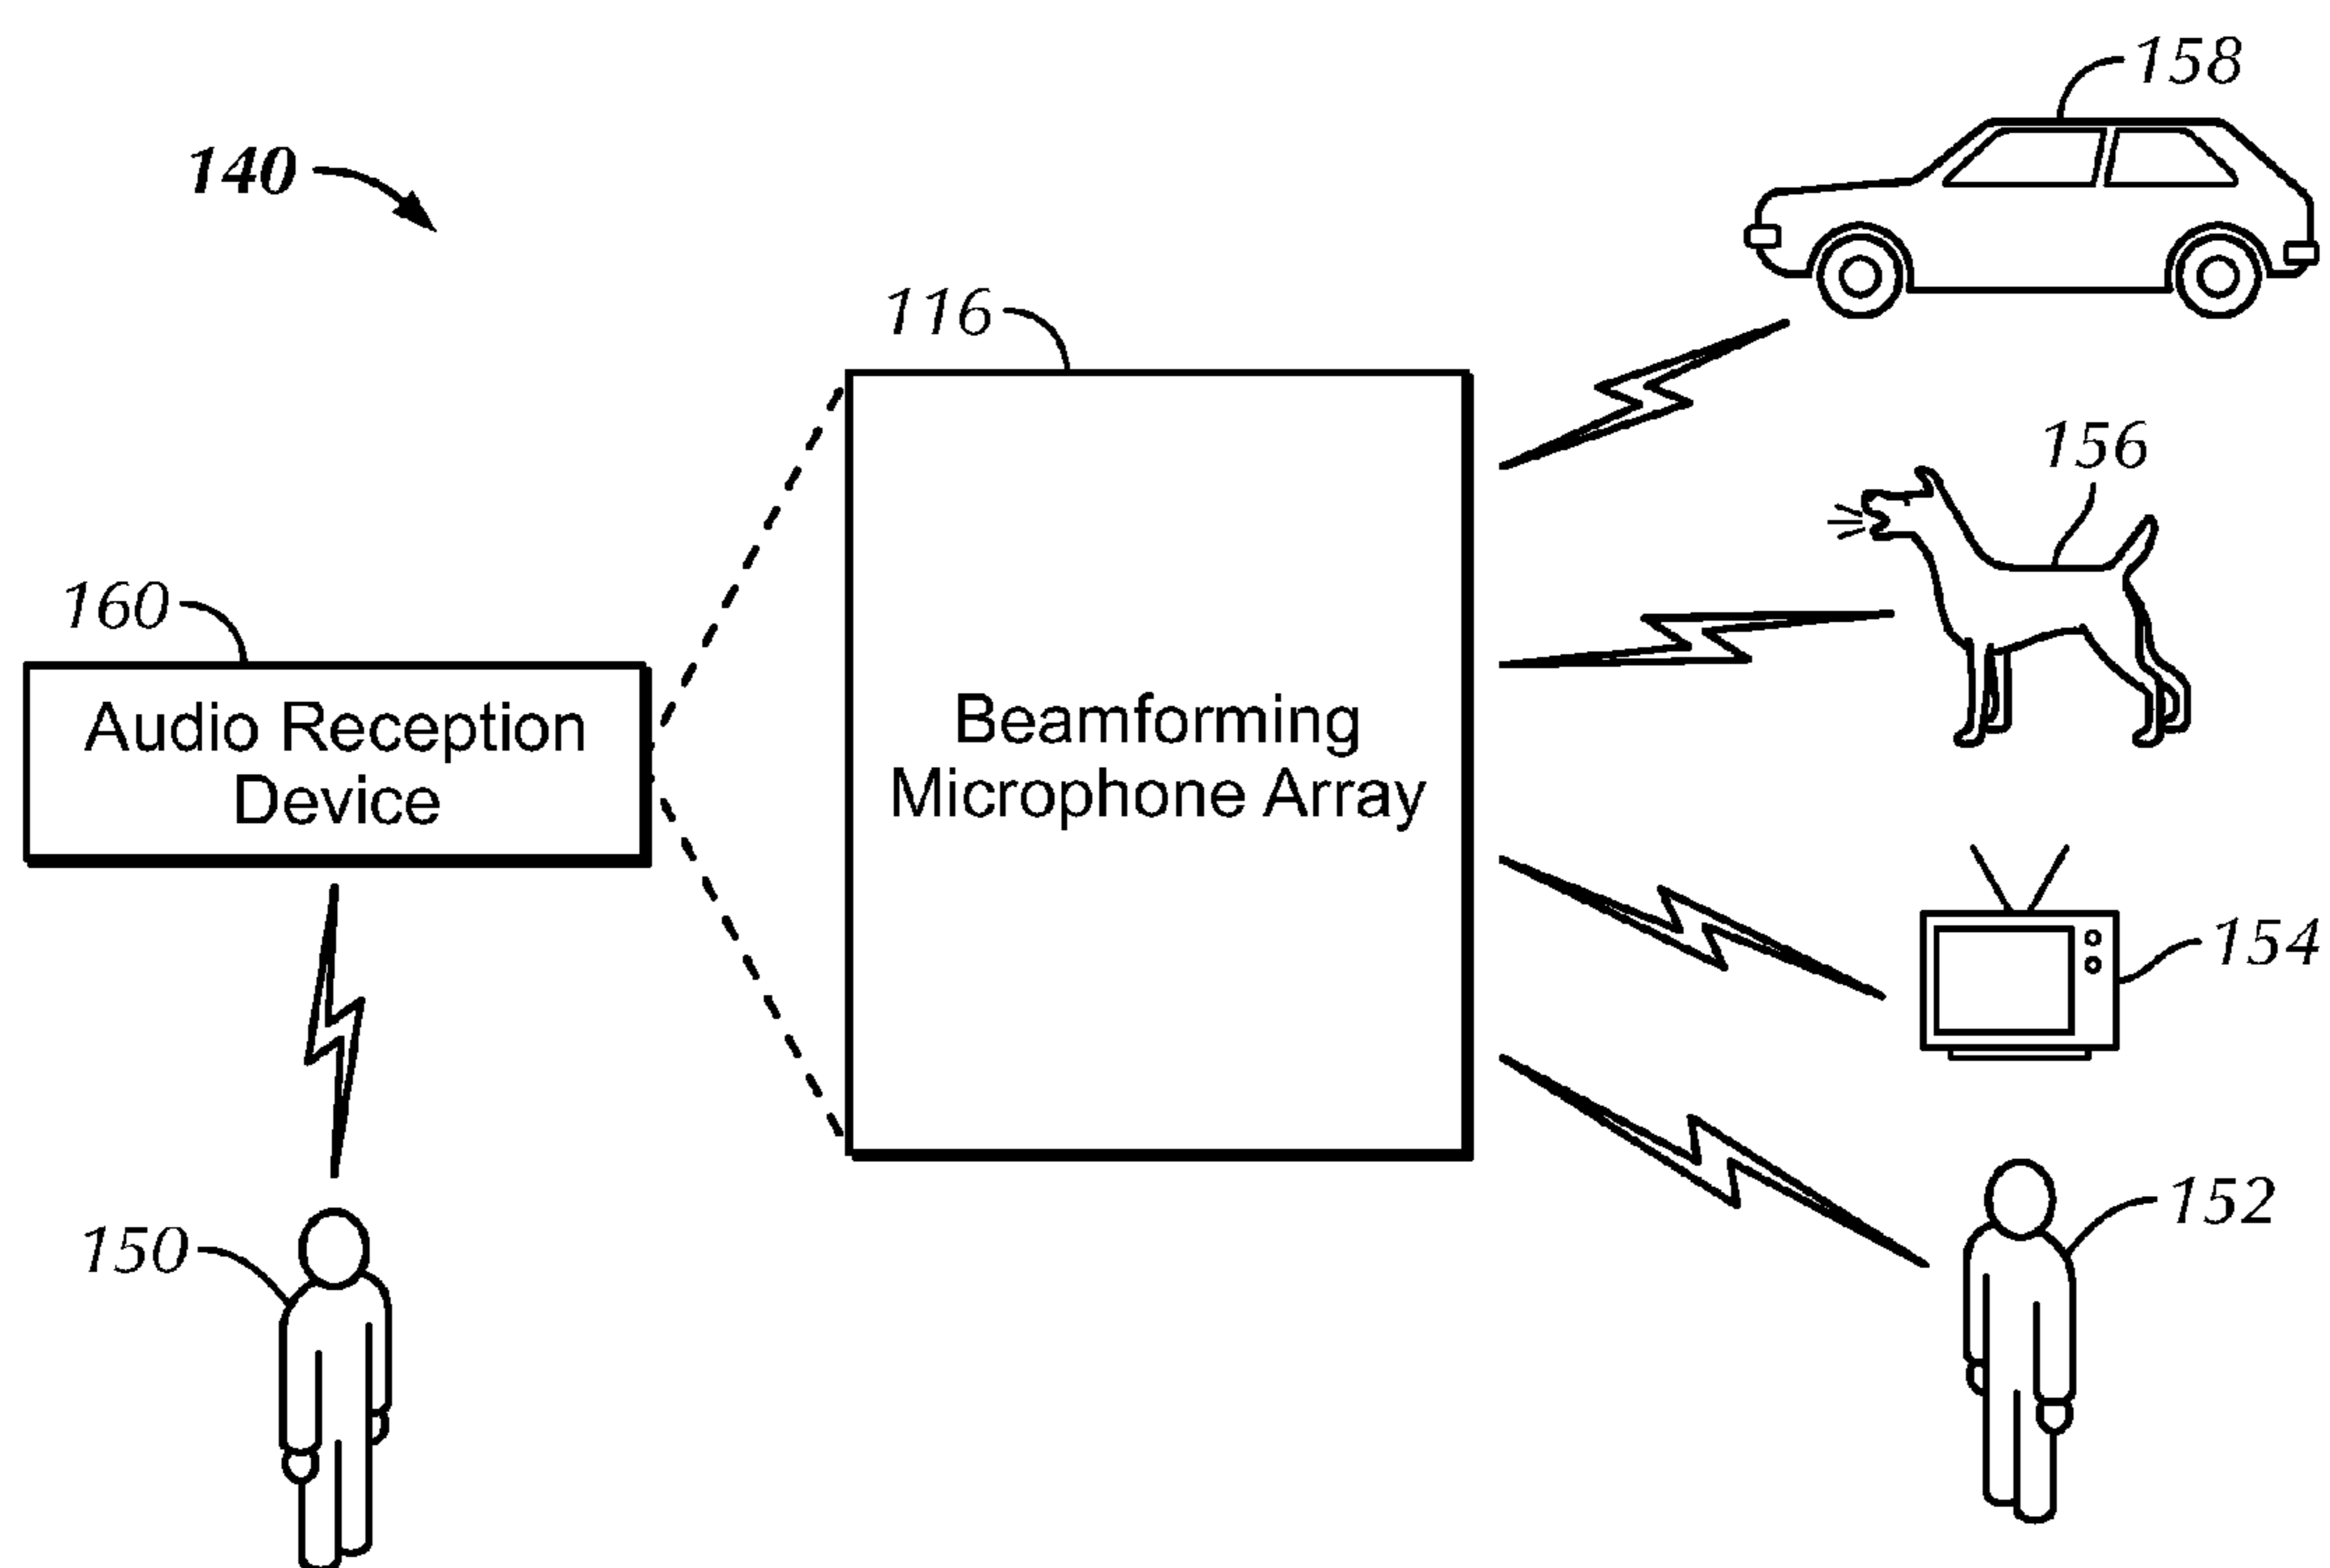 158
140
116
156
160
Audio Reception
Device
Beamforming
Microphone Array
154
152
150